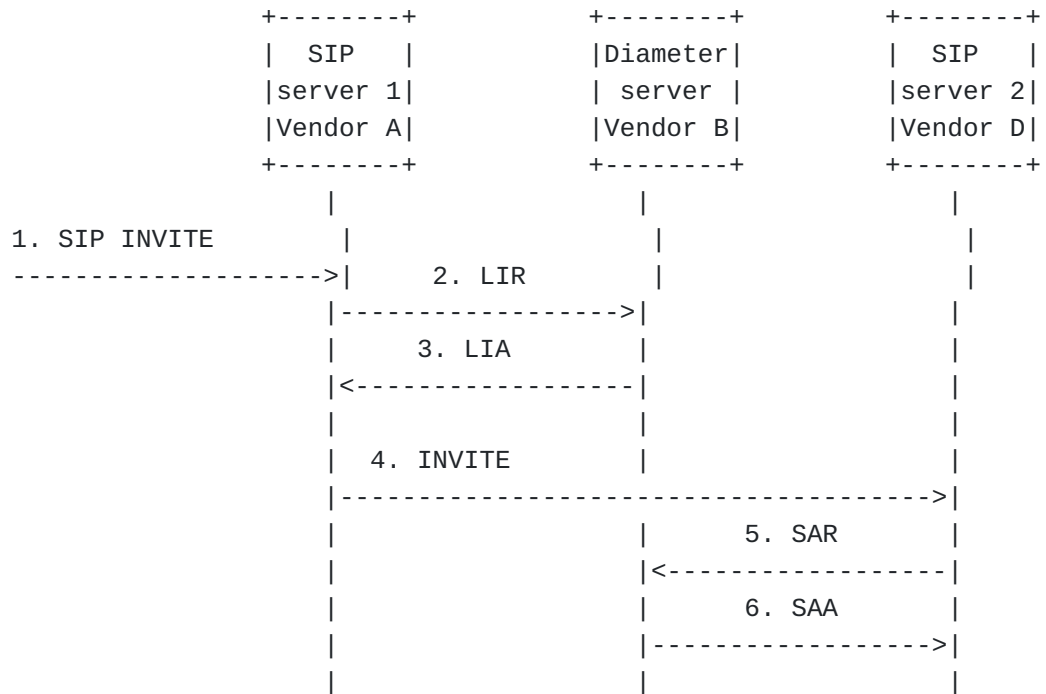 +--------+           +--------+         +--------+
|  SIP   |           |Diameter|         |  SIP   |
|server 1|           | server |         |server 2|
|Vendor A|           |Vendor B|         |Vendor D|
+--------+           +--------+         +--------+
|                   |                   |
1. SIP INVITE        |                   |                   |
-------------------->|     2. LIR        |                   |
|------------------>|                   |
|     3. LIA        |                   |
|<------------------|                   |
|                   |                   |
|  4. INVITE        |                   |
|-------------------------------------->|
|                   |      5. SAR       |
|                   |<------------------|
|                   |      6. SAA       |
|                   |------------------>|
|                   |                   |